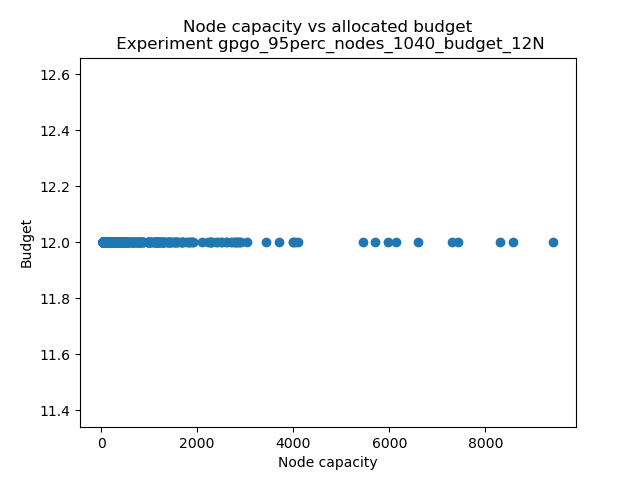 Node capacity vs allocated budget
Experiment gpgo_95perc_nodes_1040_budget_12N
12.6
12.4
12.2
12.0
11.8
11.6
11.4
Budget
0 2000 4000 6000 8000
Node capacity